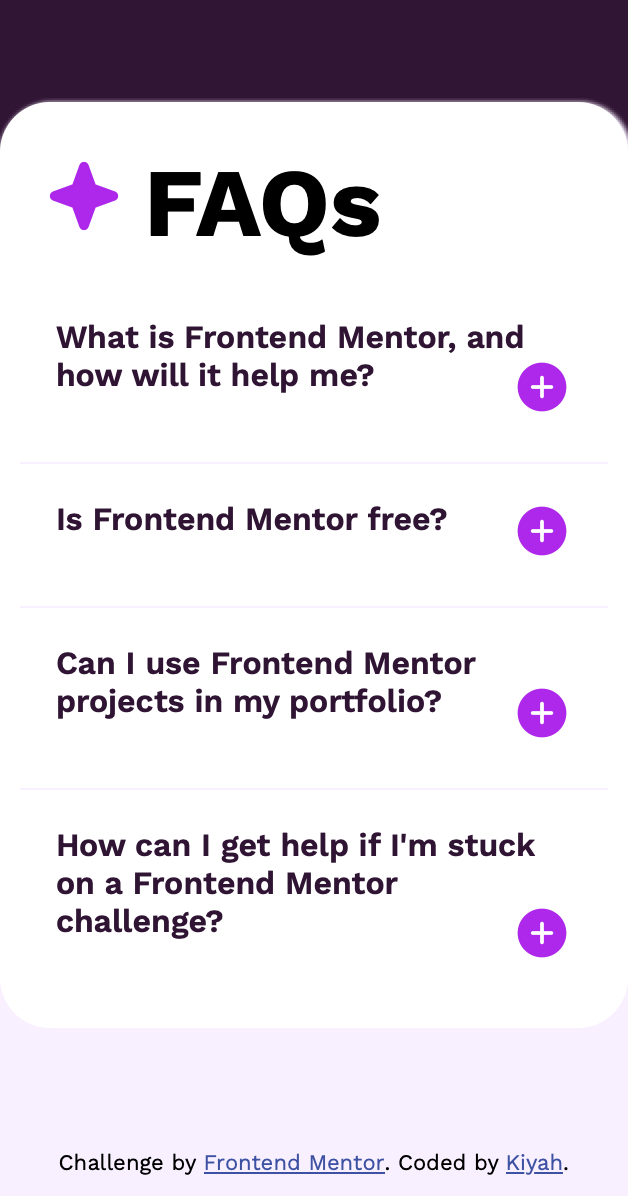 FAQs
What is Frontend Mentor, and
how will it help me?
Is Frontend Mentor free?
Can I use Frontend Mentor
projects in my portfolio?
How can I get help if I'm stuck
on a Frontend Mentor
challenge?
Challenge by Frontend Mentor. Coded by Kiyah.